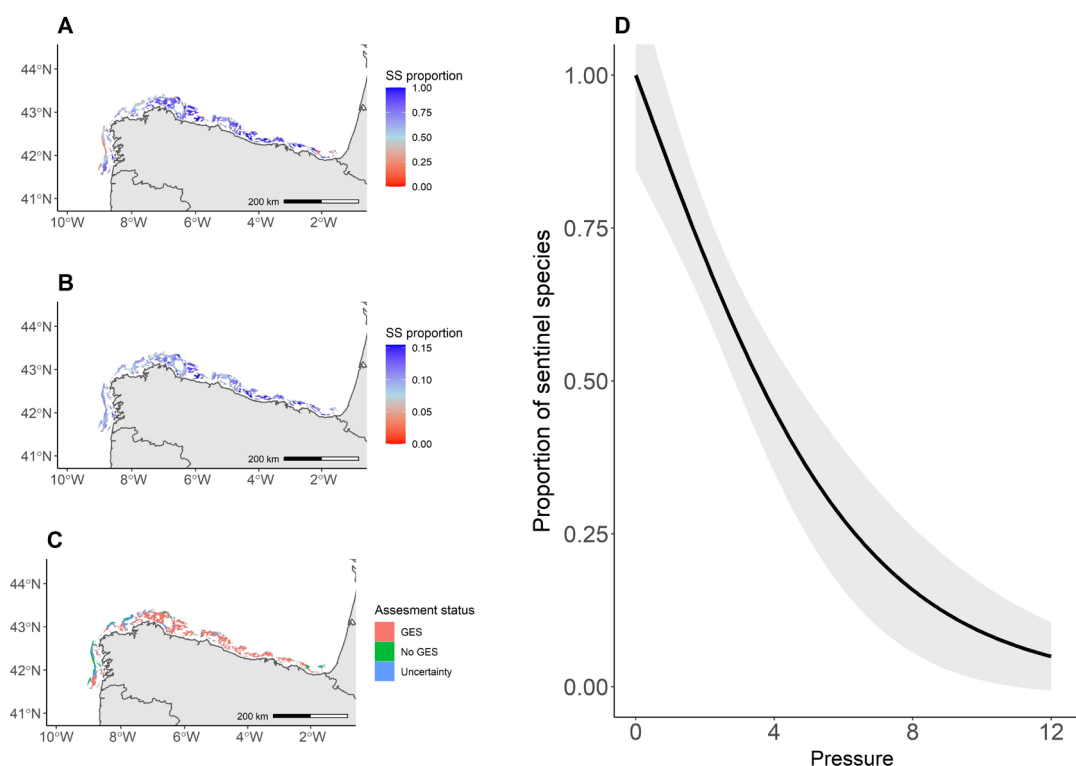 A
44°N
43°N
42°N
41°N
10°W 8°W 6°W 4°W 2°W
200 km
SS proportion
1.00
0.75
0.50
0.25
0.00
B
44°N
43°N
42°N
41°N
10°W 8°W 6°W 4°W 2°W
200 km
SS proportion
0.15
0.10
0.05
0.00
C
44°N
43°N
42°N
41°N
10°W 8°W 6°W 4°W 2°W
200 km
Assesment status
GES
No GES
Uncertainty
D
Proportion of sentinel species
1.00
0.75
0.50
0.25
0.00
0 4 8 12
Pressure